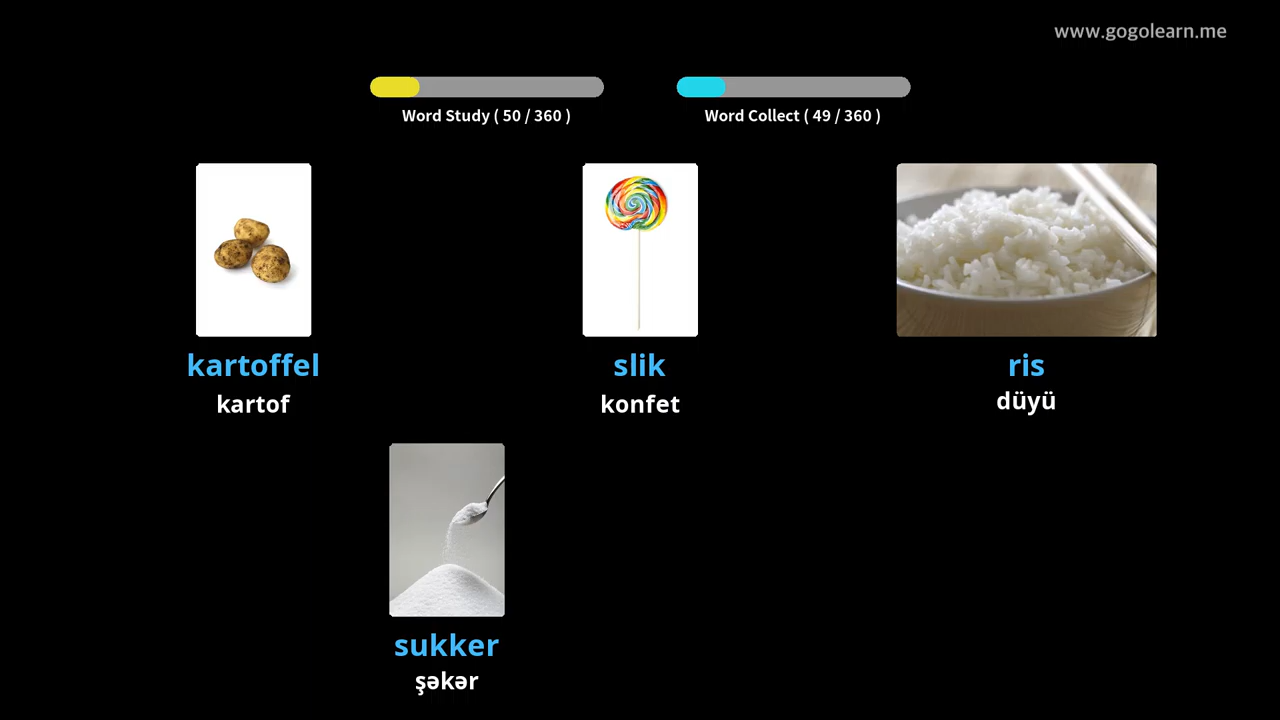 www.gogolearn.me
Word Study ( 50 / 360 )
Word Collect ( 49 / 360 )
kartoffel
kartof
slik
konfet
ris
düyü
sukker
şəkər